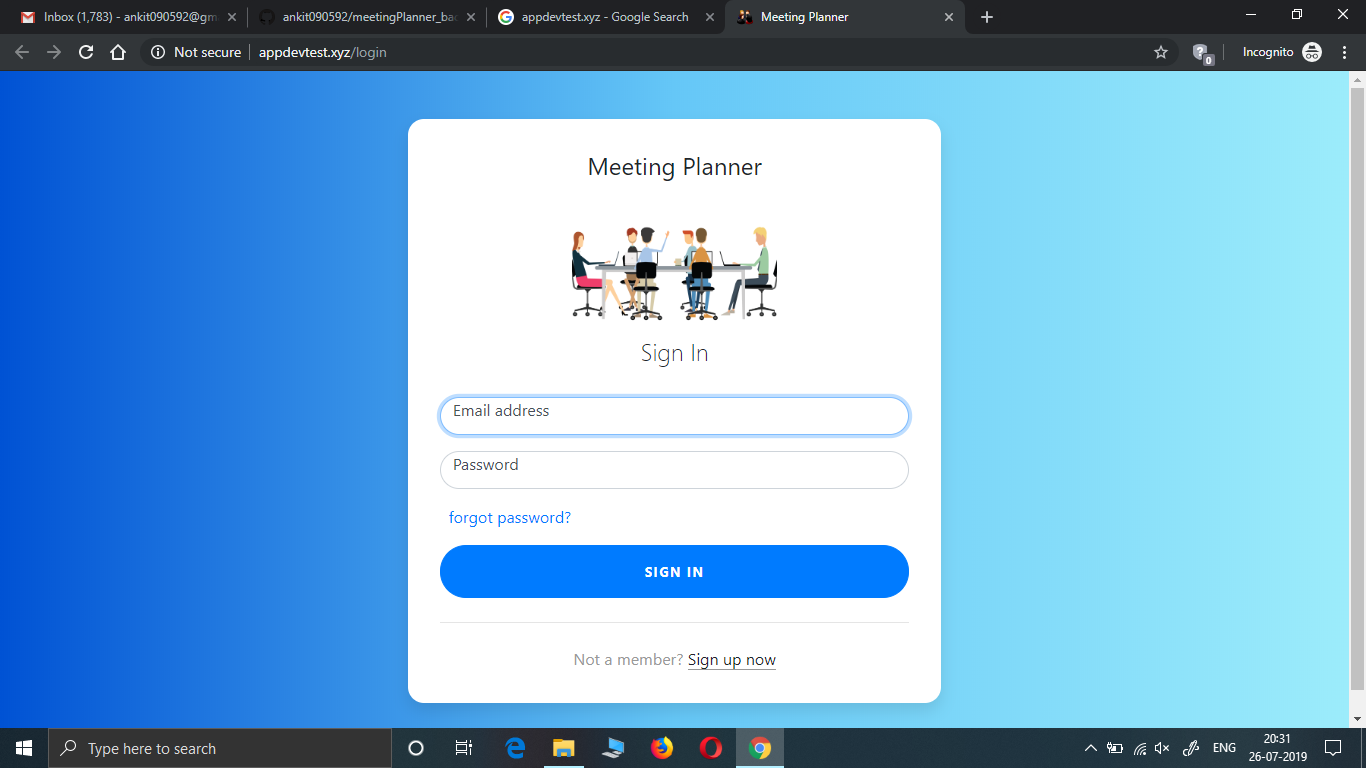 Inbox (1,783) - ankit090592@gm
ankit090592/meetingPlanner_bac
appdevtest.xyz - Google Search
Meeting Planner
Not secure
appdevtest.xyz/login
0
Incognito
Meeting Planner
Sign In
Email address
Password
forgot password?
SIGN IN
Not a member? Sign up now
Type here to search
ENG
20:31
26-07-2019